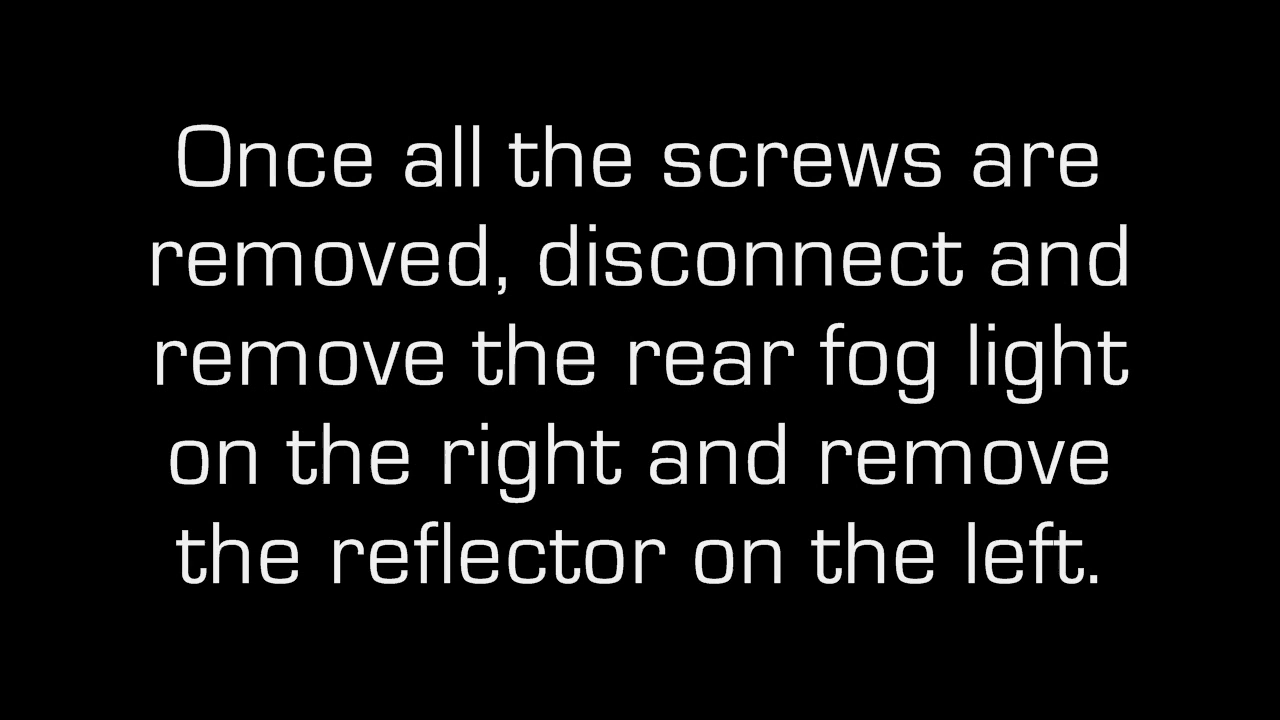 Once all the screws are
removed, disconnect and
remove the rear fog light
on the right and remove
the reflector on the left.